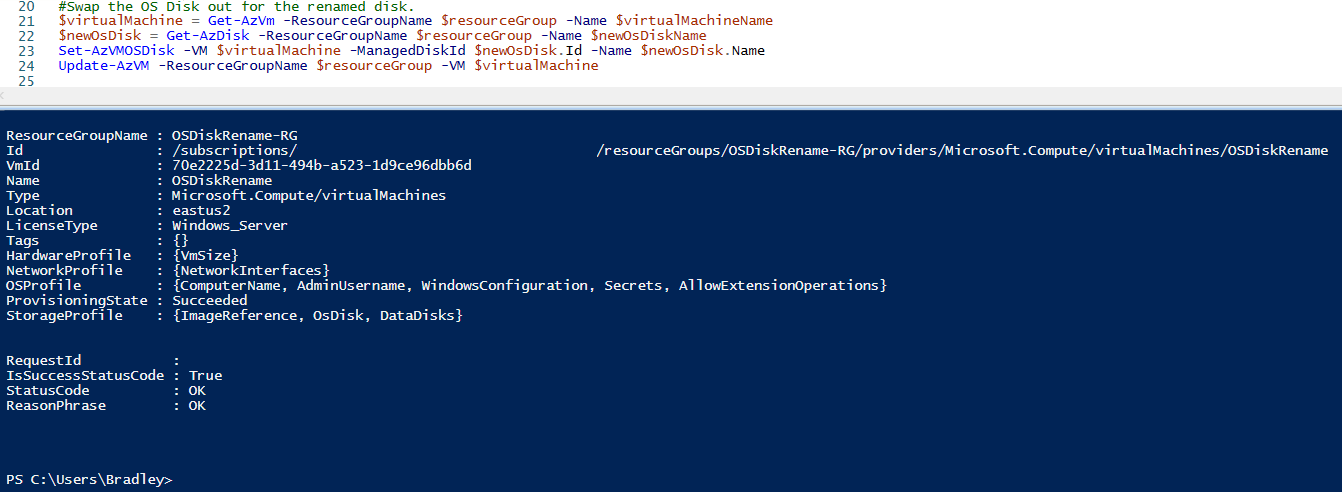 20 #Swap the OS Disk out for the renamed disk.
21 $virtualMachine = Get-AzVm -ResourceGroupName $resourceGroup -Name $virtualMachineName
22 $newOsDisk = Get-AzDisk -ResourceGroupName $resourceGroup -Name $newOsDiskName
23 Set-AzVMOSDisk -VM $virtualMachine -ManagedDiskId $newOsDisk.Id -Name $newOsDisk.Name
24 Update-AzVM -ResourceGroupName $resourceGroup -VM $virtualMachine
25
ResourceGroupName : OSDiskRename-RG
Id : /subscriptions/ /resourceGroups/OSDiskRename-RG/providers/Microsoft.Compute/virtualMachines/OSDiskRename
VmId : 70e2225d-3d11-494b-a523-1d9ce96dbb6d
Name : OSDiskRename
Type : Microsoft.Compute/virtualMachines
Location : eastus2
LicenseType : Windows_Server
Tags : {}
HardwareProfile : {VmSize}
NetworkProfile : {NetworkInterfaces}
OSProfile : {ComputerName, AdminUsername, WindowsConfiguration, Secrets, AllowExtensionOperations}
ProvisioningState : Succeeded
StorageProfile : {ImageReference, OsDisk, DataDisks}
RequestId :
IsSuccessStatusCode : True
StatusCode : OK
ReasonPhrase : OK
PS C:\Users\Bradley>